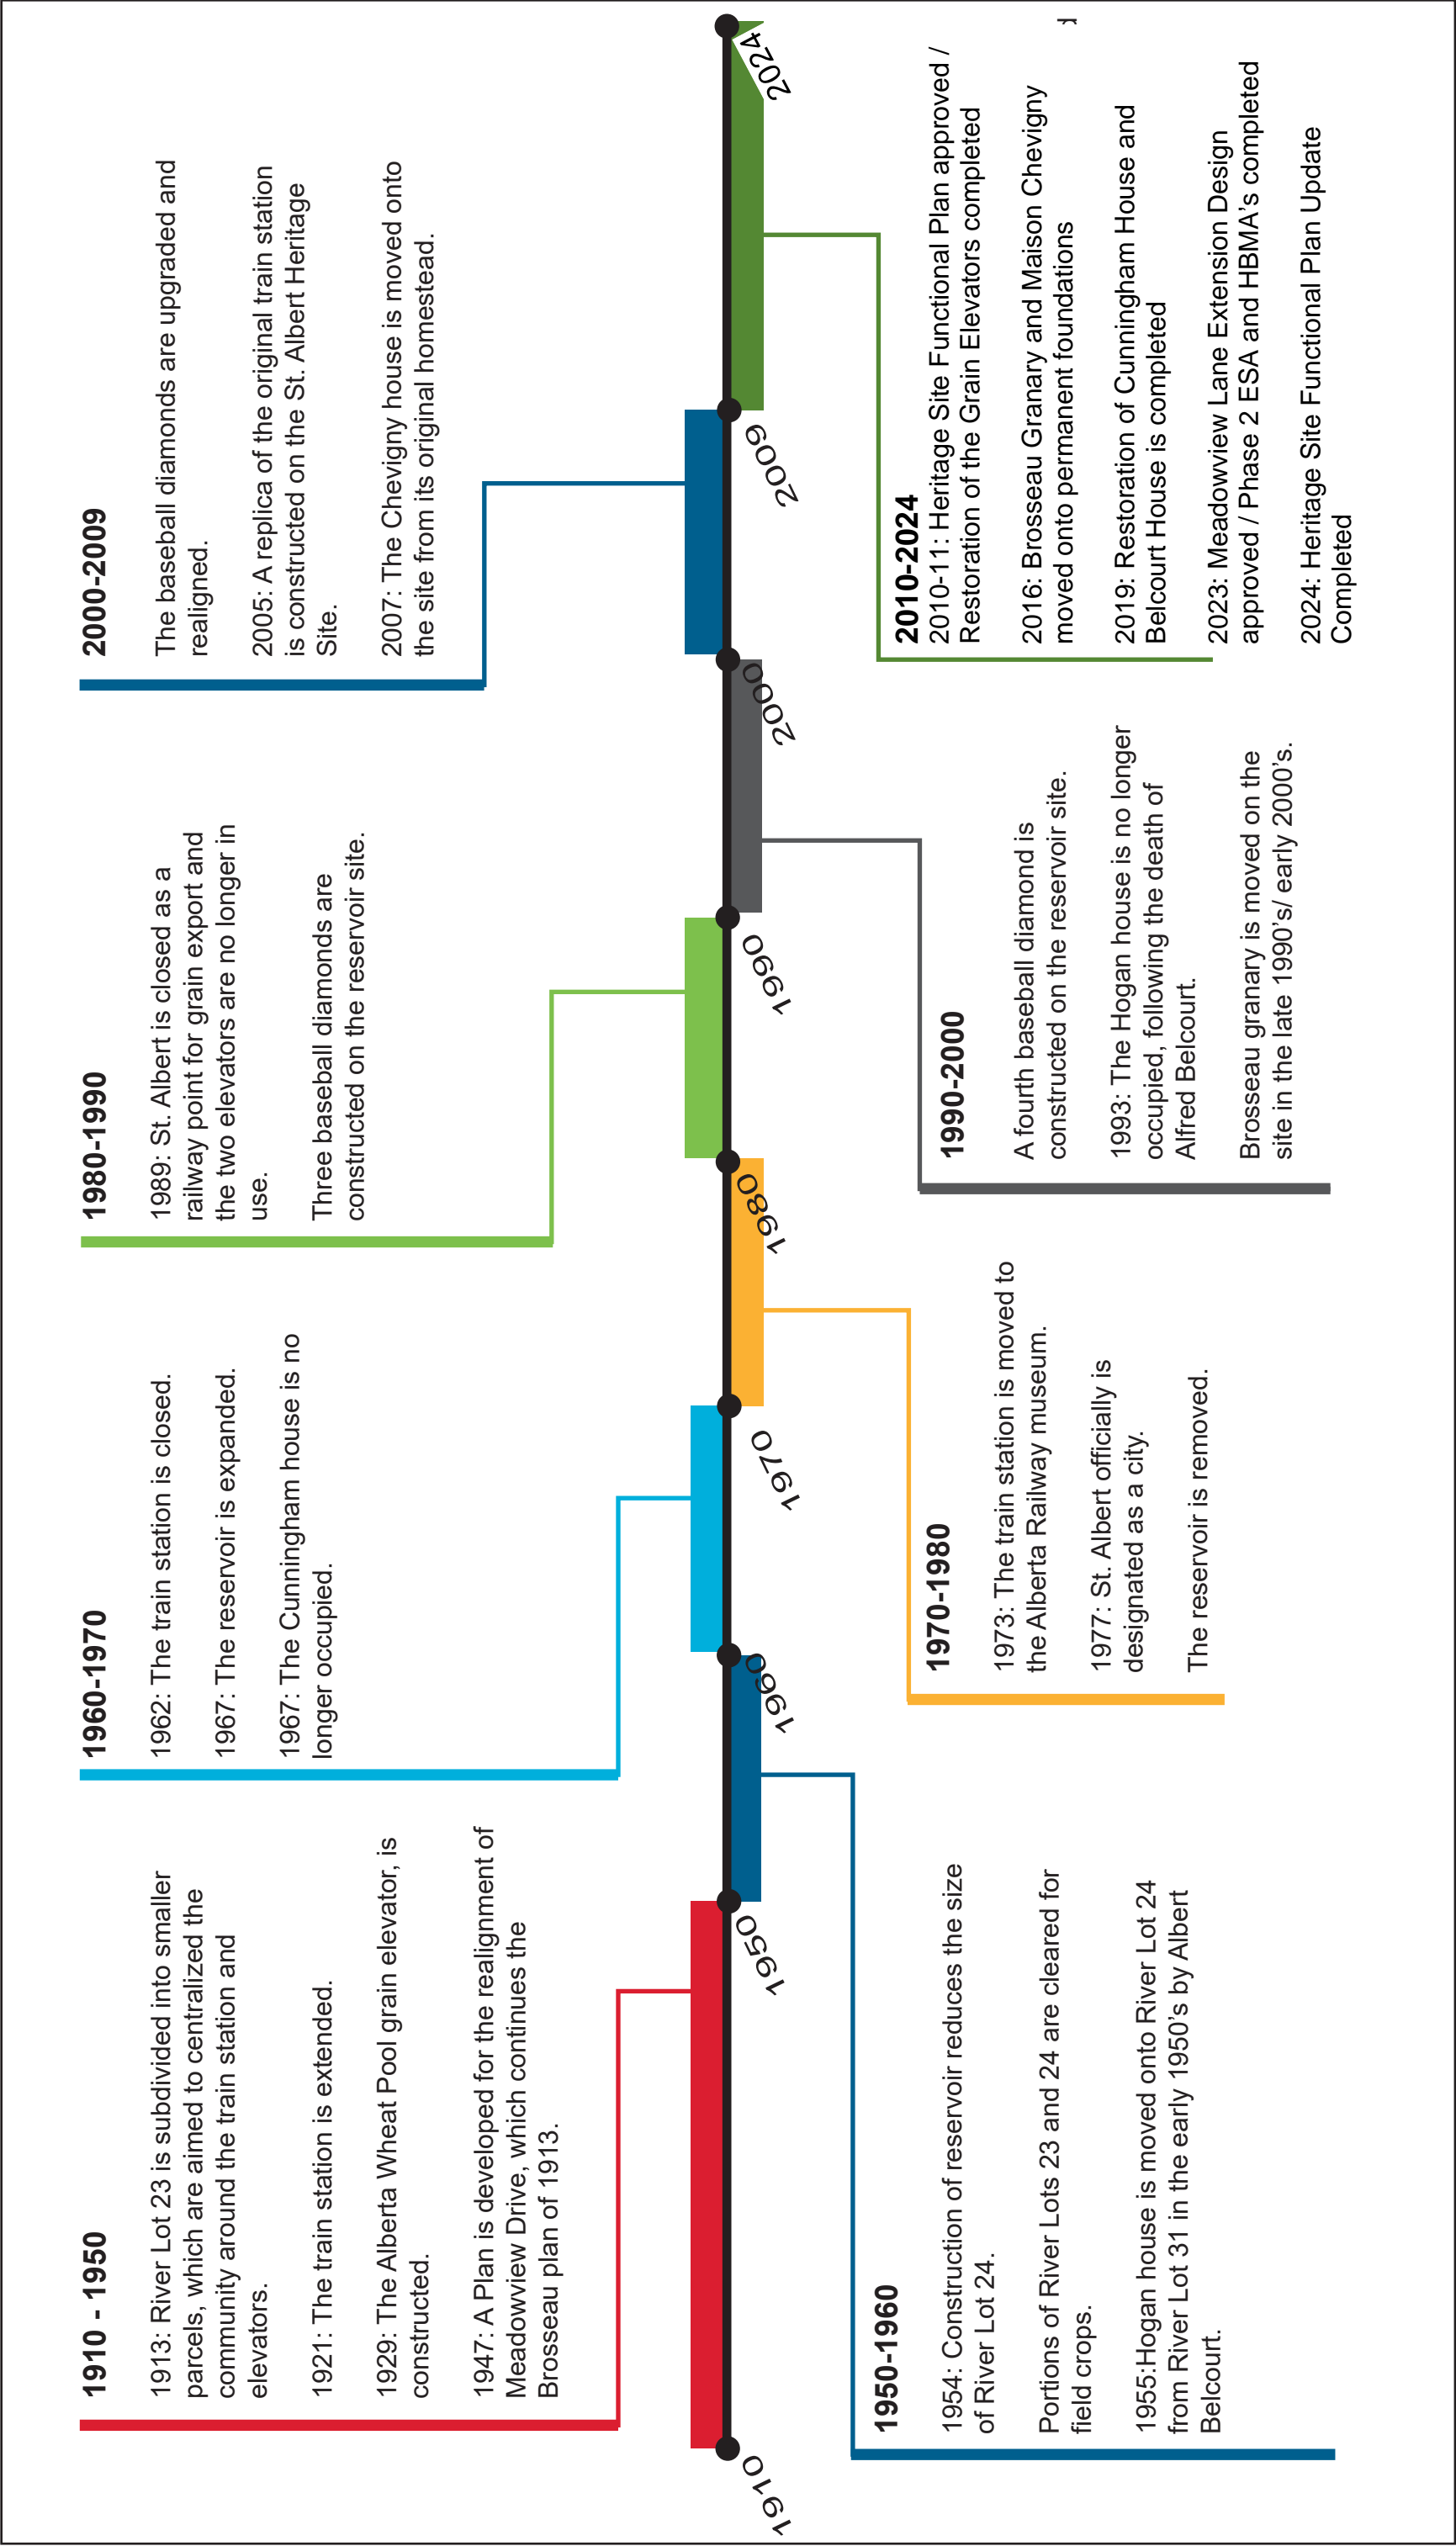 1910 - 1950
1913: River Lot 23 is subdivided into smaller
parcels, which are aimed to centralized the
community around the train station and
elevators.
1921: The train station is extended.
1929: The Alberta Wheat Pool grain elevator, is
constructed.
1947: A Plan is developed for the realignment of
Meadowview Drive, which continues the
Brosseau plan of 1913.
1960-1970
1962: The train station is closed.
1967: The reservoir is expanded.
1967: The Cunningham house is no
longer occupied.
1980-1990
1989: St. Albert is closed as a
railway point for grain export and
the two elevators are no longer in
use.
Three baseball diamonds are
constructed on the reservoir site.
2000-2009
The baseball diamonds are upgraded and
realigned.
2005: A replica of the original train station
is constructed on the St. Albert Heritage
Site.
2007: The Chevigny house is moved onto
the site from its original homestead.
1910
1950
1960
1970
1980
1990
2000
2009
2024
1950-1960
1954: Construction of reservoir reduces the size
of River Lot 24.
Portions of River Lots 23 and 24 are cleared for
field crops.
1955:Hogan house is moved onto River Lot 24
from River Lot 31 in the early 1950's by Albert
Belcourt.
1970-1980
1973: The train station is moved to
the Alberta Railway museum.
1977: St. Albert officially is
designated as a city.
The reservoir is removed.
1990-2000
A fourth baseball diamond is
constructed on the reservoir site.
1993: The Hogan house is no longer
occupied, following the death of
Alfred Belcourt.
Brosseau granary is moved on the
site in the late 1990's/ early 2000's.
2010-2024
2010-11: Heritage Site Functional Plan approved /
Restoration of the Grain Elevators completed
2016: Brosseau Granary and Maison Chevigny
moved onto permanent foundations
2019: Restoration of Cunningham House and
Belcourt House is completed
2023: Meadowview Lane Extension Design
approved / Phase 2 ESA and HBMA's completed
2024: Heritage Site Functional Plan Update
Completed